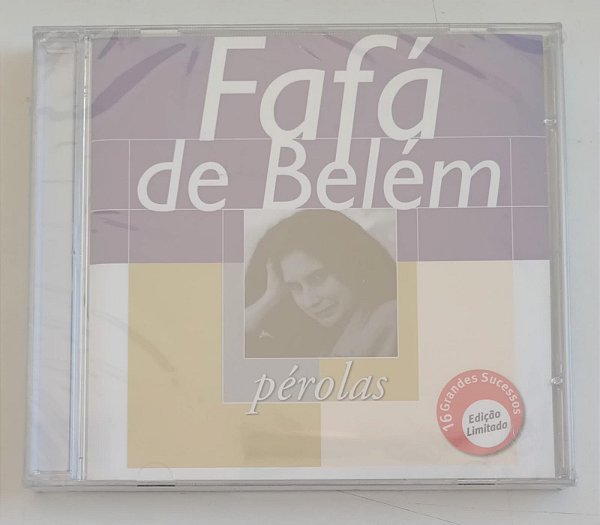 Fafá
de Belém
pérolas
16 Grandes Sucessos
Edição
Limitada